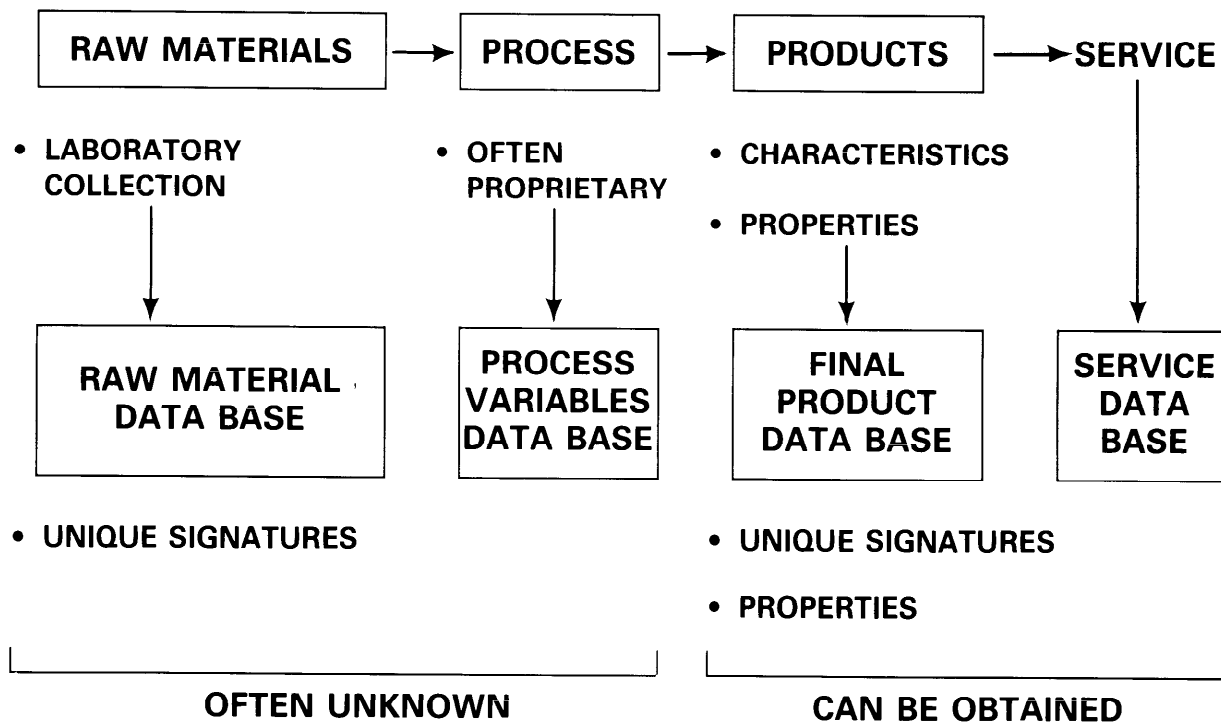 RAW MATERIALS
PROCESS
PRODUCTS
SERVICE
• LABORATORY
COLLECTION
• OFTEN
PROPRIETARY
• CHARACTERISTICS
• PROPERTIES
RAW MATERIAL
DATA BASE
PROCESS
VARIABLES
DATA BASE
FINAL
PRODUCT
DATA BASE
SERVICE
DATA
BASE
• UNIQUE SIGNATURES
• UNIQUE SIGNATURES
• PROPERTIES
OFTEN UNKNOWN
CAN BE OBTAINED